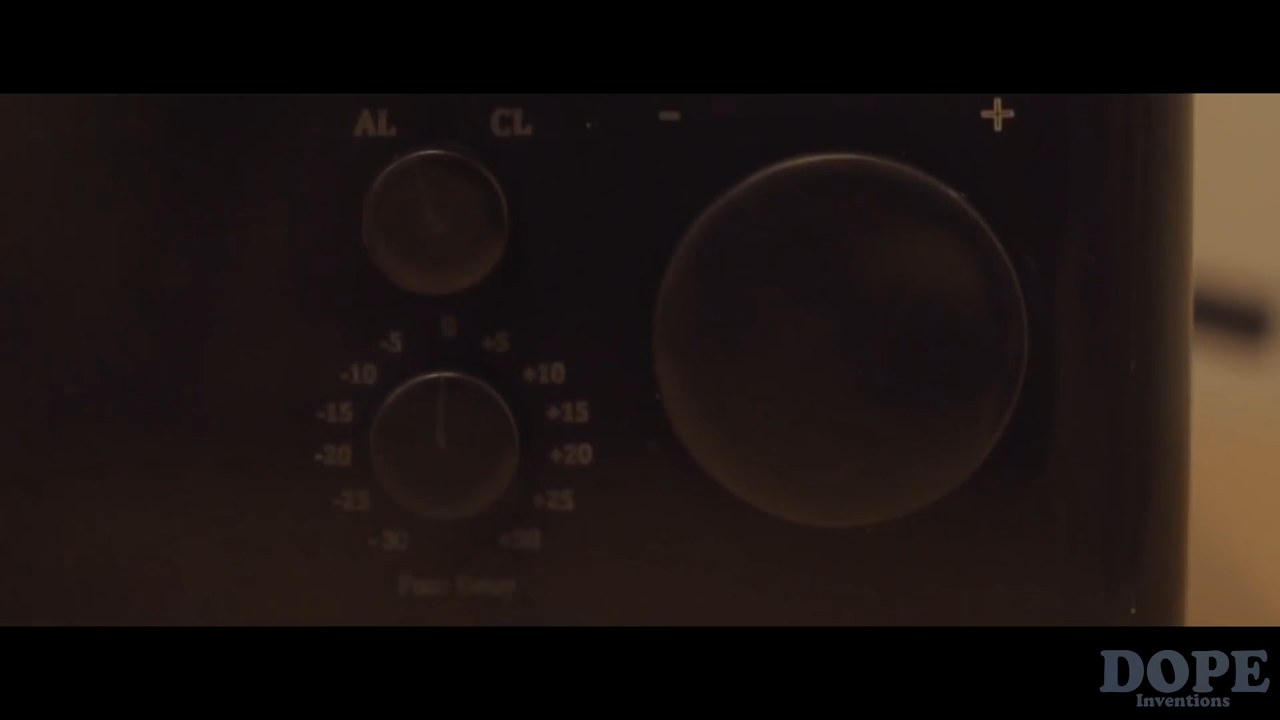 AL CL - +
0
-5 +5
-10 +10
-15 +15
-20 +20
-25 +25
-30 +30
DOPE
Inventions